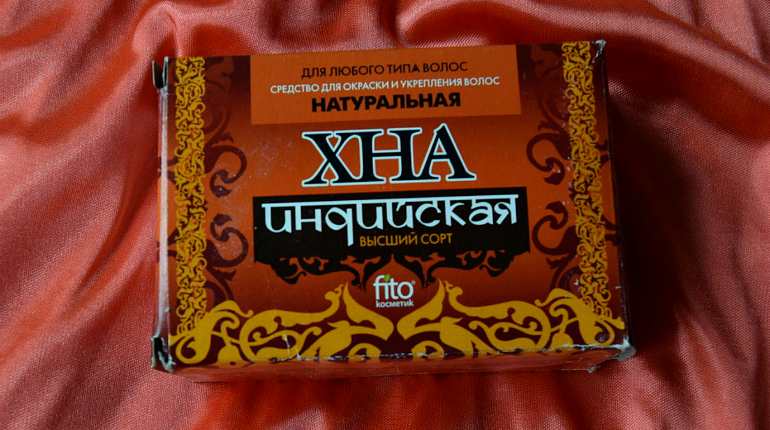 ДЛЯ ЛЮБОГО ТИПА ВОЛОС
СРЕДСТВО ДЛЯ ОКРАСКИ И УКРЕПЛЕНИЯ ВОЛОС
НАТУРАЛЬНАЯ
ХНА
ИНДИЙСКАЯ
ВЫСШИЙ СОРТ
fito®
косметик